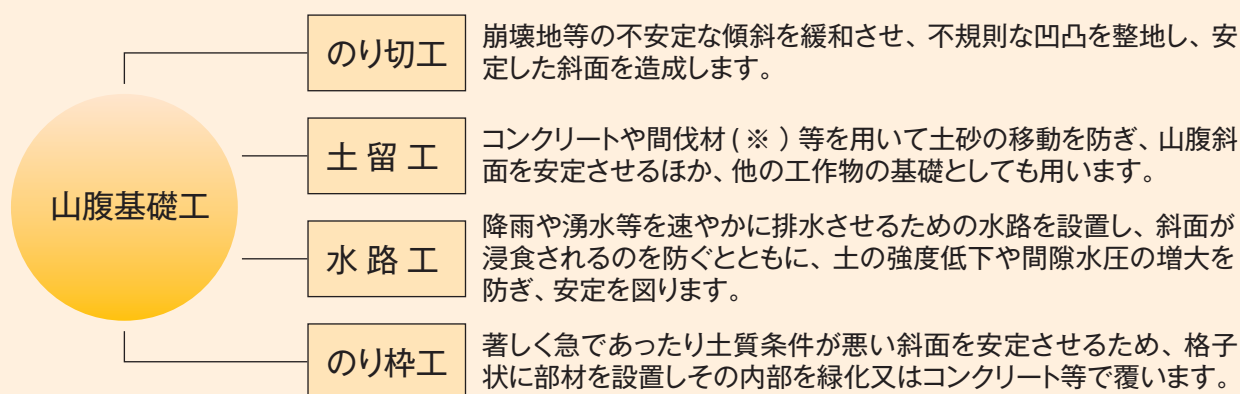 山腹基礎工
のり切工
崩壊地等の不安定な傾斜を緩和させ、不規則な凹凸を整地し、安
定した斜面を造成します。
土留工
コンクリートや間伐材(※)等を用いて土砂の移動を防ぎ、山腹斜
面を安定させるほか、他の工作物の基礎としても用います。
水路工
降雨や湧水等を速やかに排水させるための水路を設置し、斜面が
浸食されるのを防ぐとともに、土の強度低下や間隙水圧の増大を
防ぎ、安定を図ります。
のり枠工
著しく急であったり土質条件が悪い斜面を安定させるため、格子
状に部材を設置しその内部を緑化又はコンクリート等で覆います。